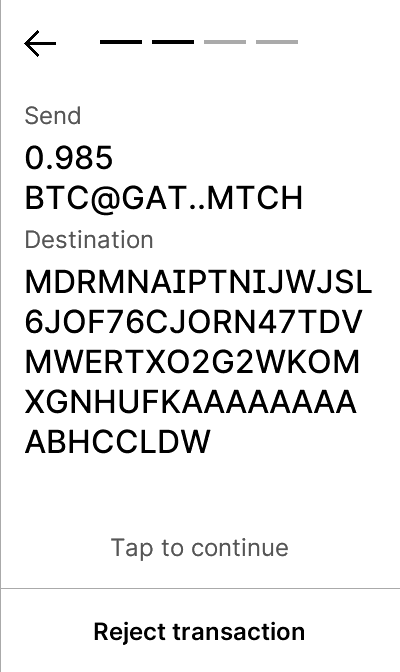 Send
0.985
BTC@GAT..MTCH
Destination
MDRMNAIPTNIJWJSL
6JOF76CJORN47TDV
MWERTXO2G2WKOM
XGNHUFKAAAAAAAA
ABHCCLDW
Tap to continue
Reject transaction